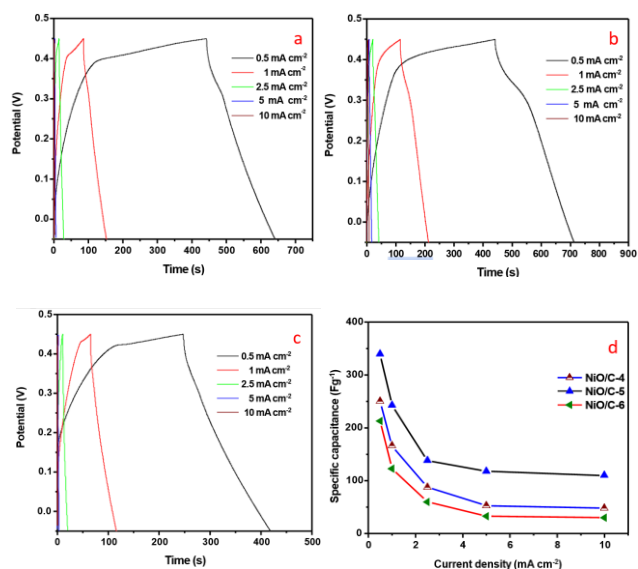 a
0.5
0.4
0.3
0.2
0.1
0.0
Potential (V)
0.5 mA cm-2
1 mA cm-2
2.5 mA cm-2
5 mA cm-2
10 mA cm-2
0 100 200 300 400 500 600 700
Time (s)
b
0.5
0.4
0.3
0.2
0.1
0.0
Potential (V)
0.5 mA cm-2
1 mA cm-2
2.5 mA cm-2
5 mA cm-2
10 mA cm-2
0 100 200 300 400 500 600 700 800 900
Time (s)
c
0.5
0.4
0.3
0.2
0.1
0.0
Potential (V)
0.5 mA cm-2
1 mA cm-2
2.5 mA cm-2
5 mA cm-2
10 mA cm-2
0 100 200 300 400 500
Time (s)
d
400
300
200
100
0
Specific capacitance (Fg-1)
NiO/C-4
NiO/C-5
NiO/C-6
0 2 4 6 8 10
Current density (mA cm-2)